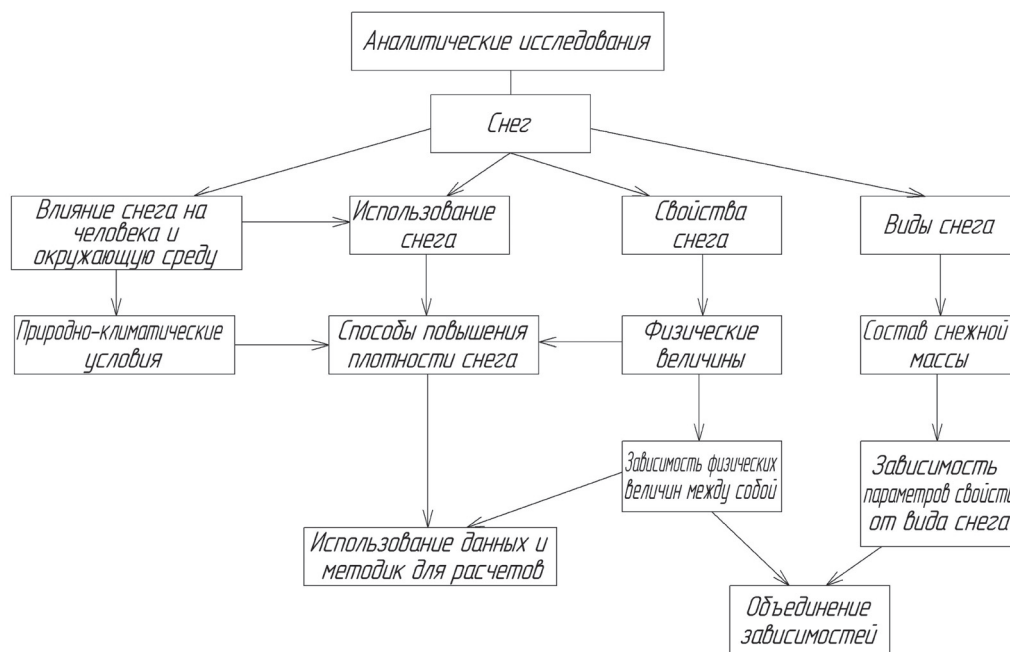 Аналитические исследования
Снег
Влияние снега на
человека и
окружающую среду
Использование
снега
Свойства
снега
Виды снега
Природно-климатические
условия
Способы повышения
плотности снега
Физические
величины
Состав снежной
массы
Зависимость физических
величин между собой
Зависимость
параметров свойств
от вида снега
Использование данных и
методик для расчетов
Объединение
зависимостей